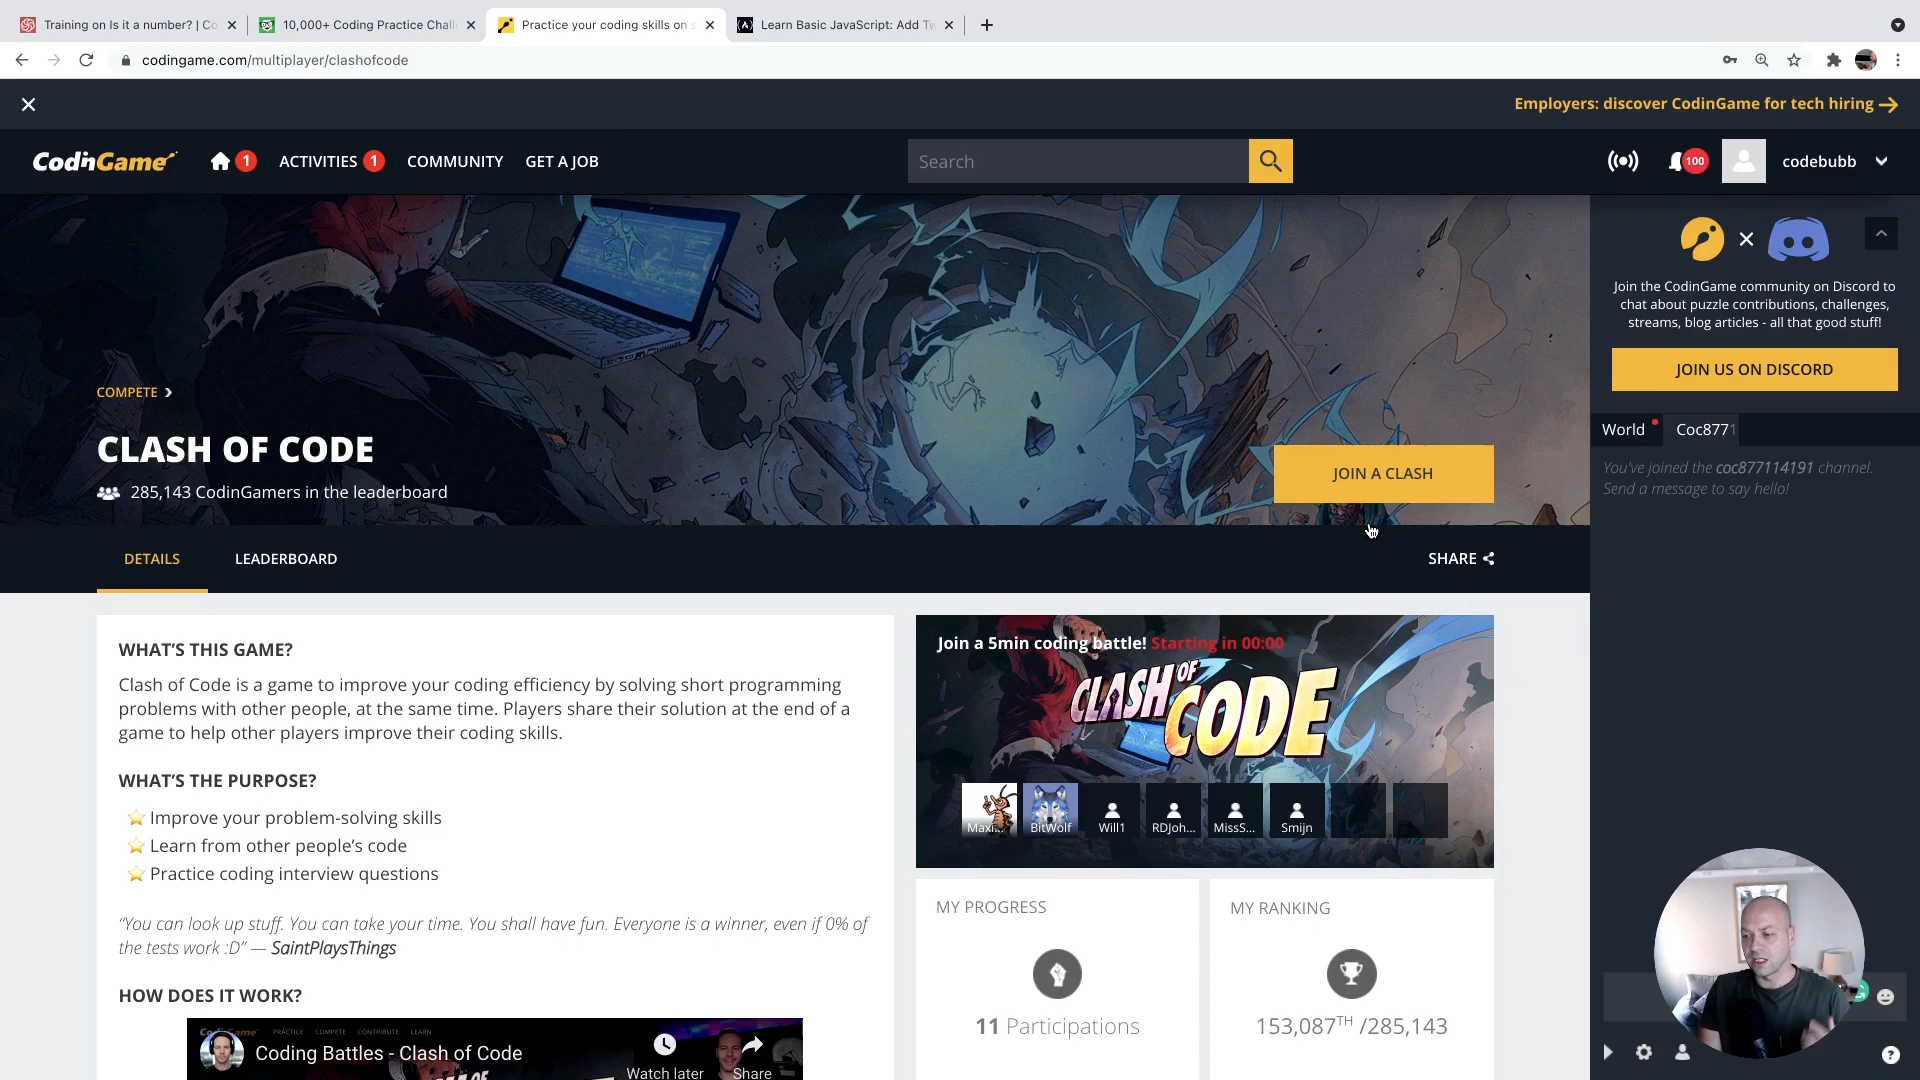 Training on Is it a number? | Co
10,000+ Coding Practice Chall
Practice your coding skills on s
Learn Basic JavaScript: Add Tw
codingame.com/multiplayer/clashofcode
Employers: discover CodinGame for tech hiring
CodinGame
1
ACTIVITIES 1
COMMUNITY
GET A JOB
Search
100
codebubb
COMPETE
CLASH OF CODE
285,143 CodinGamers in the leaderboard
JOIN A CLASH
Join the CodinGame community on Discord to
chat about puzzle contributions, challenges,
streams, blog articles - all that good stuff!
JOIN US ON DISCORD
World
Coc8771
You've joined the coc877114191 channel.
Send a message to say hello!
DETAILS
LEADERBOARD
SHARE
WHAT'S THIS GAME?
Clash of Code is a game to improve your coding efficiency by solving short programming
problems with other people, at the same time. Players share their solution at the end of a
game to help other players improve their coding skills.
WHAT'S THE PURPOSE?
Improve your problem-solving skills
Learn from other people's code
Practice coding interview questions
“You can look up stuff. You can take your time. You shall have fun. Everyone is a winner, even if 0% of
the tests work :D” — SaintPlaysThings
HOW DOES IT WORK?
CodinGame PRACTICE COMPETE CONTRIBUTE LEARN
Coding Battles - Clash of Code
Watch later
Share
Join a 5min coding battle! Starting in 00:00
CLASH OF CODE
Maxi...
BitWolf
Will1
RDJoh...
MissS...
Smijn
MY PROGRESS
11 Participations
MY RANKING
153,087TH /285,143